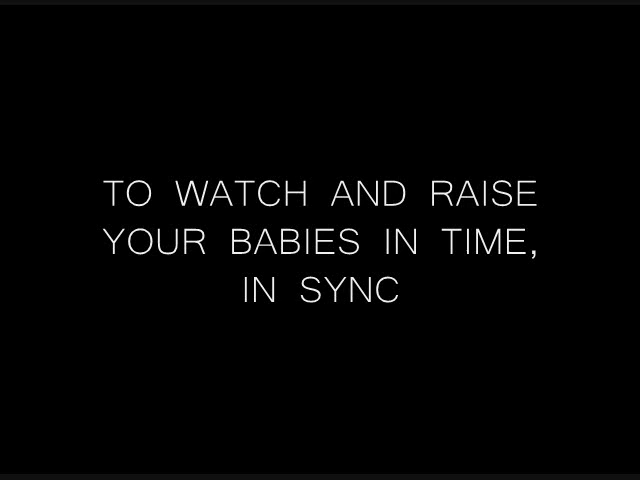 TO WATCH AND RAISE
YOUR BABIES IN TIME,
IN SYNC